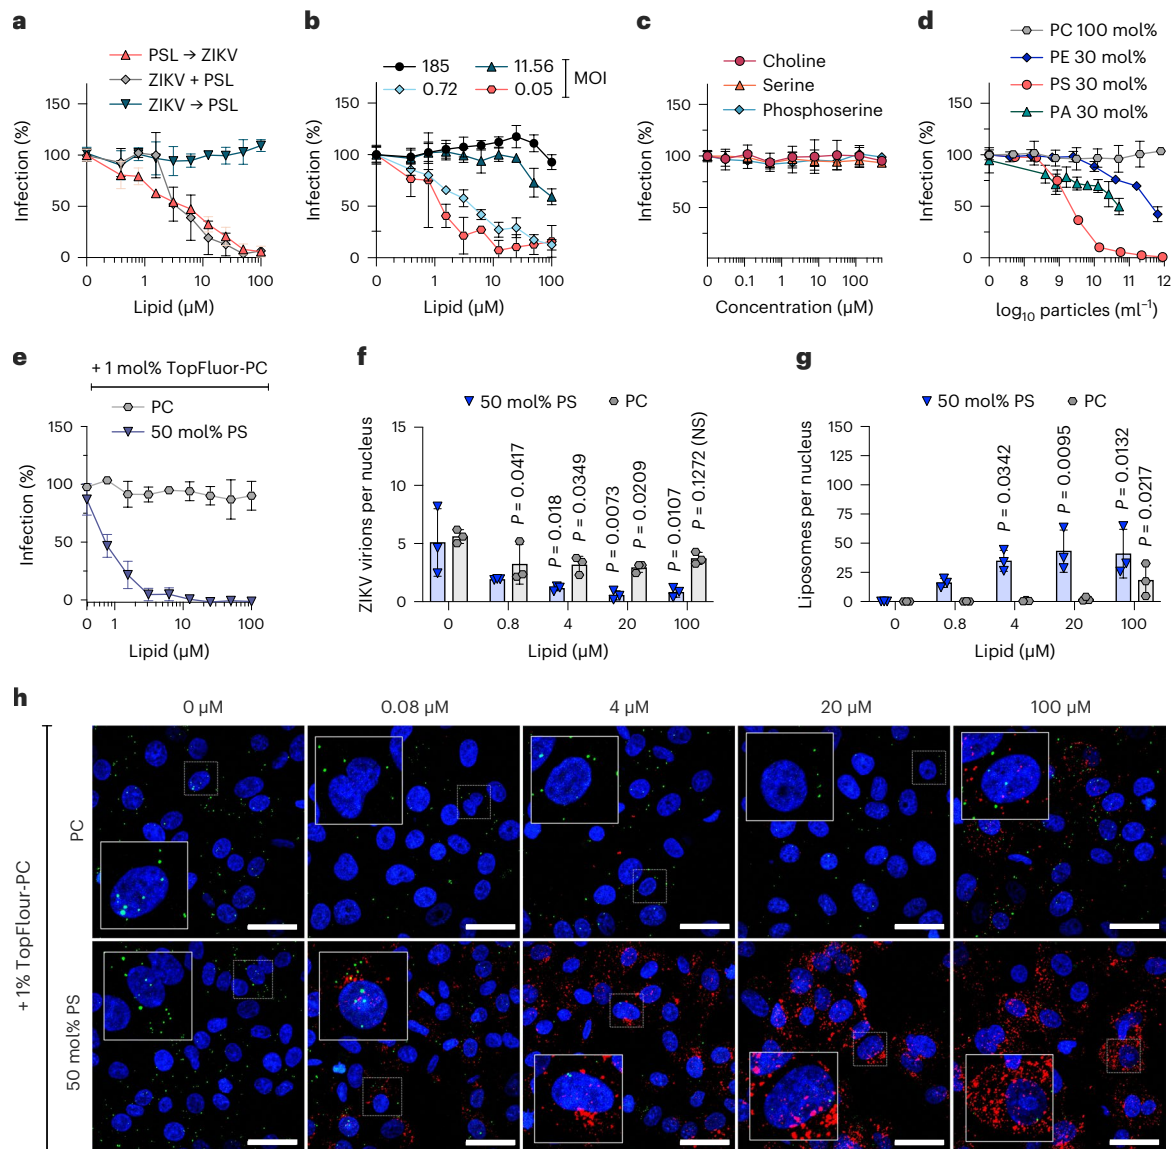 a
PSL → ZIKV
ZIKV + PSL
ZIKV → PSL
Infection (%)
150
100
50
0
0 1 10 100
Lipid (µM)
b
185 11.56
0.72 0.05
MOI
Infection (%)
150
100
50
0
0 1 10 100
Lipid (µM)
c
Choline
Serine
Phosphoserine
Infection (%)
150
100
50
0 0.1 1 10 100
Concentration (µM)
d
PC 100 mol%
PE 30 mol%
PS 30 mol%
PA 30 mol%
Infection (%)
150
100
50
0
0 8 9 10 11 12
log10 particles (ml−1)
e
+ 1 mol% TopFluor-PC
PC
50 mol% PS
Infection (%)
150
100
50
0
0 1 10 100
Lipid (µM)
f
50 mol% PS PC
ZIKV virions per nucleus
15
10
5
0
P = 0.0417
P = 0.018
P = 0.0349
P = 0.0073
P = 0.0209
P = 0.0107
P = 0.1272 (NS)
0 0.8 4 20 100
Lipid (µM)
g
50 mol% PS PC
Liposomes per nucleus
150
125
100
75
50
25
0
P = 0.0342
P = 0.0095
P = 0.0132
P = 0.0217
0 0.8 4 20 100
Lipid (µM)
h
0 µM 0.08 µM 4 µM 20 µM 100 µM
+ 1% TopFlour-PC
PC
50 mol% PS